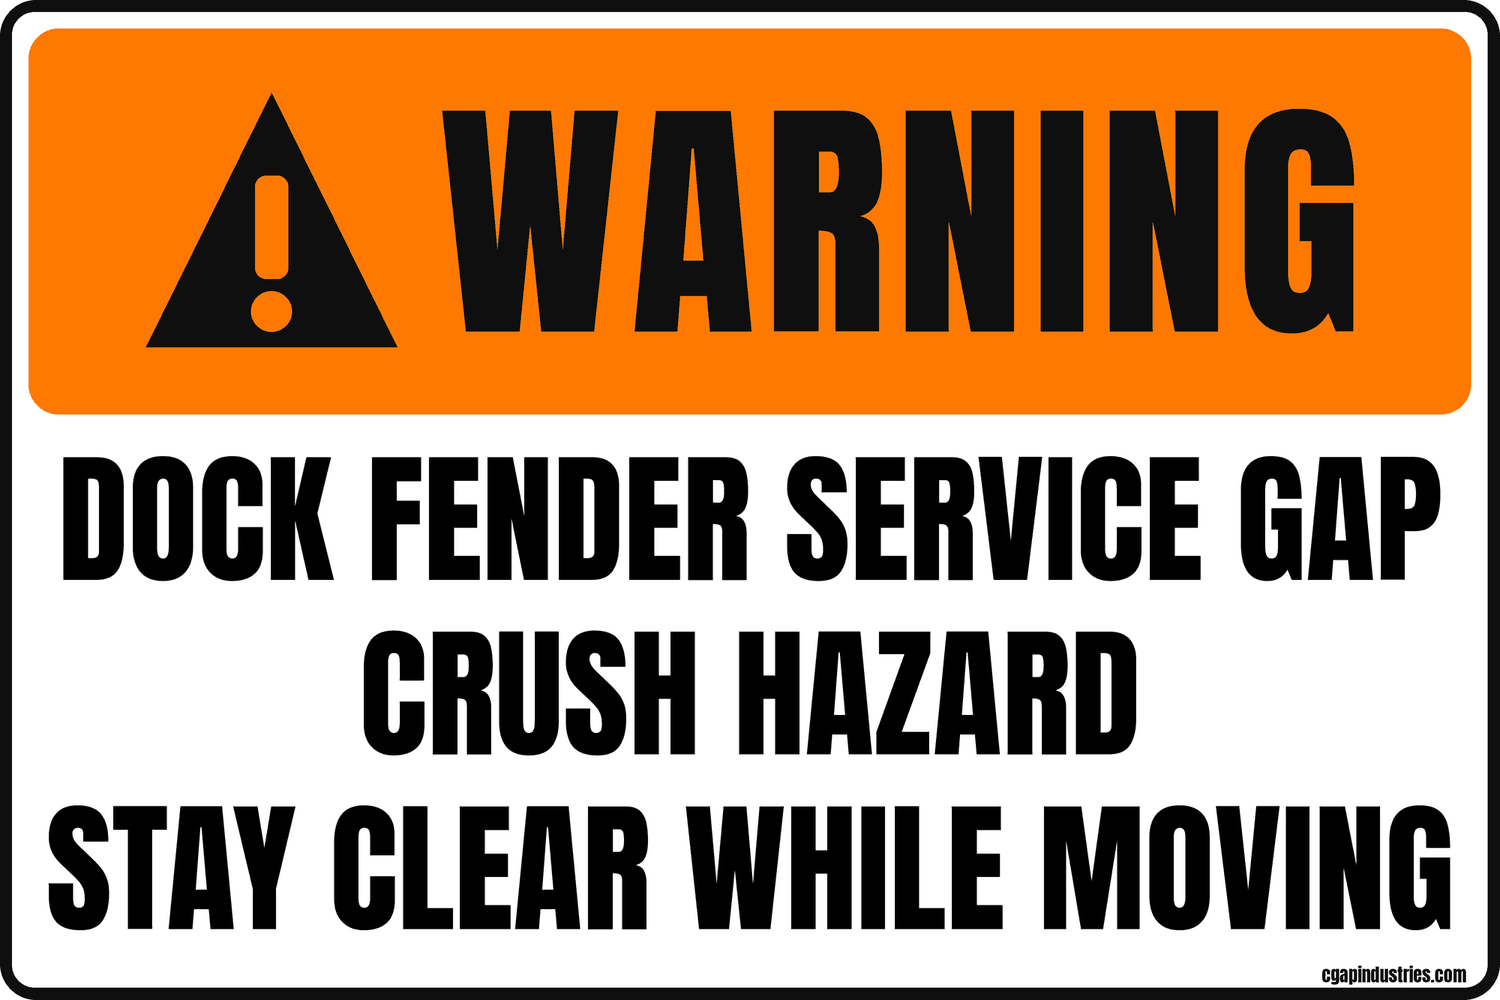 WARNING
DOCK FENDER SERVICE GAP
CRUSH HAZARD
STAY CLEAR WHILE MOVING
cgapindustries.com